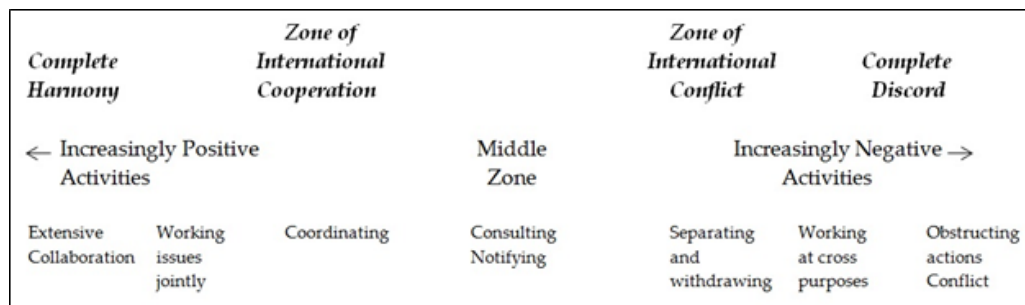 Complete
Harmony
Zone of
International
Cooperation
Zone of
International
Conflict
Complete
Discord
← Increasingly Positive
Activities
Middle
Zone
Increasingly Negative →
Activities
Extensive
Collaboration
Working
issues
jointly
Coordinating
Consulting
Notifying
Separating
and
withdrawing
Working
at cross
purposes
Obstructing
actions
Conflict